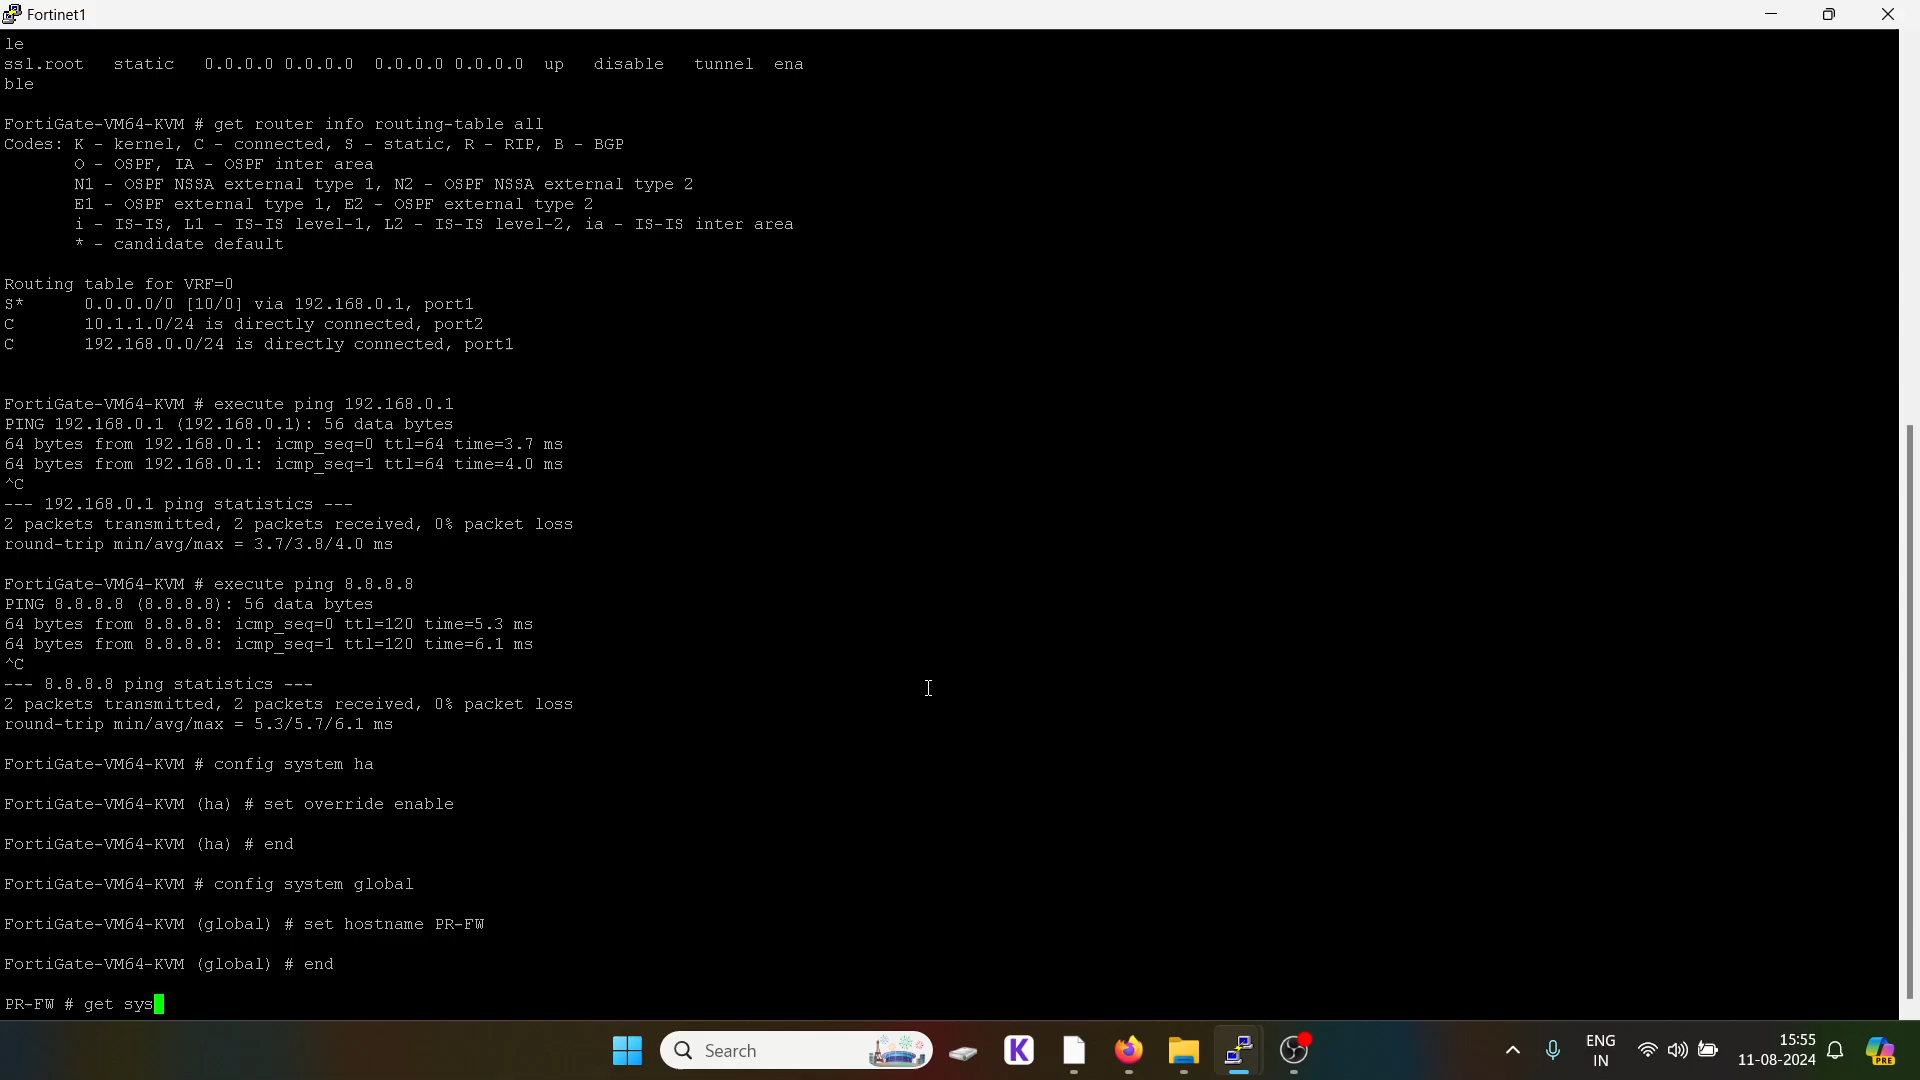 Fortinet1
le
ssl.root   static   0.0.0.0 0.0.0.0  0.0.0.0 0.0.0.0  up   disable   tunnel  ena
ble
FortiGate-VM64-KVM # get router info routing-table all
Codes: K - kernel, C - connected, S - static, R - RIP, B - BGP
       O - OSPF, IA - OSPF inter area
       N1 - OSPF NSSA external type 1, N2 - OSPF NSSA external type 2
       E1 - OSPF external type 1, E2 - OSPF external type 2
       i - IS-IS, L1 - IS-IS level-1, L2 - IS-IS level-2, ia - IS-IS inter area
       * - candidate default
Routing table for VRF=0
S*      0.0.0.0/0 [10/0] via 192.168.0.1, port1
C       10.1.1.0/24 is directly connected, port2
C       192.168.0.0/24 is directly connected, port1
FortiGate-VM64-KVM # execute ping 192.168.0.1
PING 192.168.0.1 (192.168.0.1): 56 data bytes
64 bytes from 192.168.0.1: icmp_seq=0 ttl=64 time=3.7 ms
64 bytes from 192.168.0.1: icmp_seq=1 ttl=64 time=4.0 ms
^C
--- 192.168.0.1 ping statistics ---
2 packets transmitted, 2 packets received, 0% packet loss
round-trip min/avg/max = 3.7/3.8/4.0 ms
FortiGate-VM64-KVM # execute ping 8.8.8.8
PING 8.8.8.8 (8.8.8.8): 56 data bytes
64 bytes from 8.8.8.8: icmp_seq=0 ttl=120 time=5.3 ms
64 bytes from 8.8.8.8: icmp_seq=1 ttl=120 time=6.1 ms
^C
--- 8.8.8.8 ping statistics ---
2 packets transmitted, 2 packets received, 0% packet loss
round-trip min/avg/max = 5.3/5.7/6.1 ms
FortiGate-VM64-KVM # config system ha
FortiGate-VM64-KVM (ha) # set override enable
FortiGate-VM64-KVM (ha) # end
FortiGate-VM64-KVM # config system global
FortiGate-VM64-KVM (global) # set hostname PR-FW
FortiGate-VM64-KVM (global) # end
PR-FW # get sys
Search
K
ENG
IN
15:55
11-08-2024
PRE